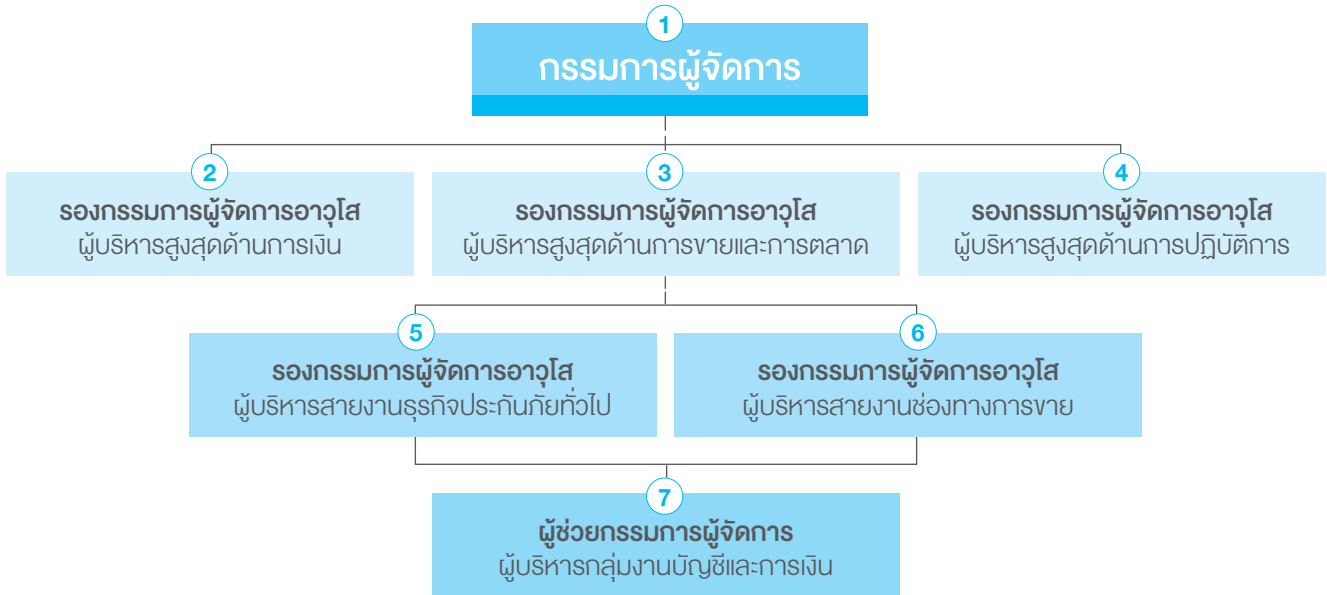 1
กรรมการผู้จัดการ
2
รองกรรมการผู้จัดการอาวุโส
ผู้บริหารสูงสุดด้านการเงิน
3
รองกรรมการผู้จัดการอาวุโส
ผู้บริหารสูงสุดด้านการขายและการตลาด
4
รองกรรมการผู้จัดการอาวุโส
ผู้บริหารสูงสุดด้านการปฏิบัติการ
5
รองกรรมการผู้จัดการอาวุโส
ผู้บริหารสายงานธุรกิจประกันภัยทั่วไป
6
รองกรรมการผู้จัดการอาวุโส
ผู้บริหารสายงานช่องทางการขาย
7
ผู้ช่วยกรรมการผู้จัดการ
ผู้บริหารกลุ่มงานบัญชีและการเงิน